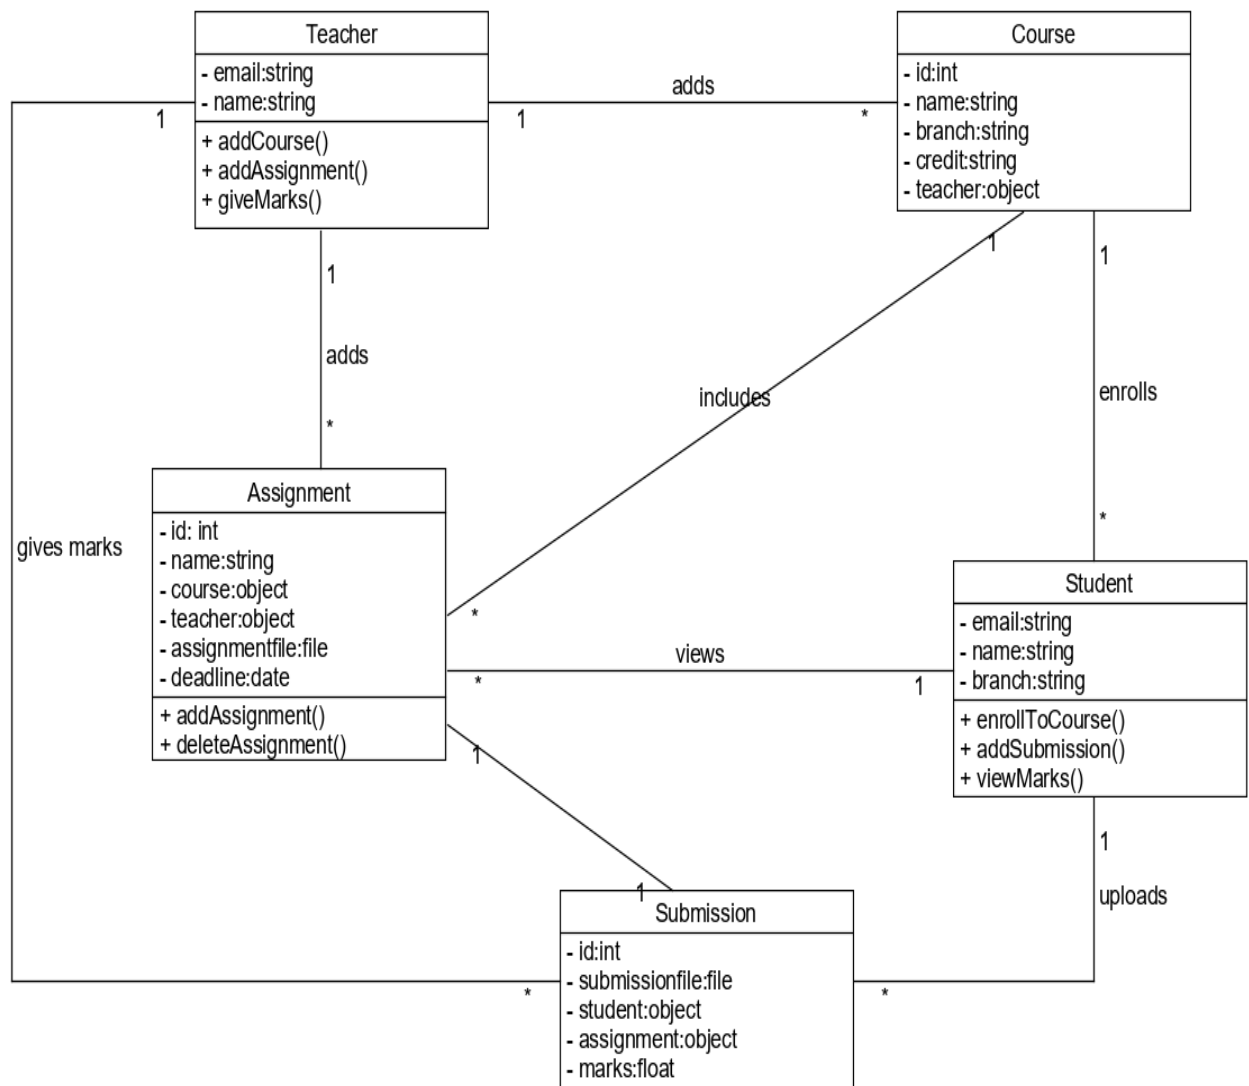 Teacher
- email:string
- name:string
+ addCourse()
+ addAssignment()
+ giveMarks()
1
1
adds
*
Course
- id:int
- name:string
- branch:string
- credit:string
- teacher:object
1
adds
*
1
includes
*
1
enrolls
*
gives marks
Assignment
- id: int
- name:string
- course:object
- teacher:object
- assignmentfile:file
- deadline:date
+ addAssignment()
+ deleteAssignment()
*
views
1
Student
- email:string
- name:string
- branch:string
+ enrollToCourse()
+ addSubmission()
+ viewMarks()
1
1
1
uploads
Submission
- id:int
- submissionfile:file
- student:object
- assignment:object
- marks:float
*
*